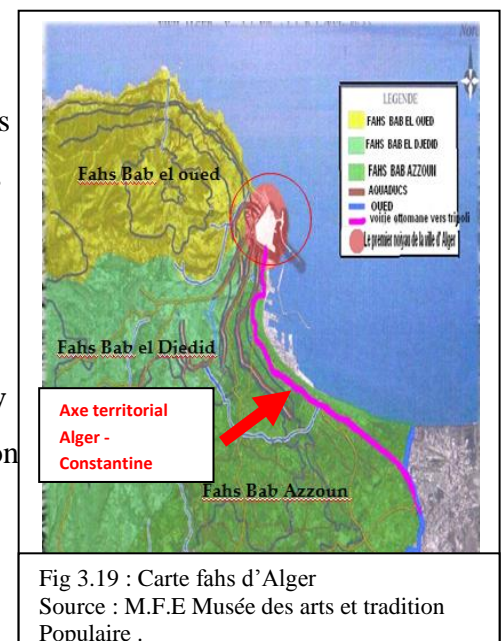 Nord
LEGENDE
FAHS BAB EL OUED
FAHS BAB EL DJEDID
FAHS BAB AZZOUN
AQUADUCS
OUED
voirie ottomane vers tripoli
Le premier noyau de la ville d'Alger
Fahs Bab el oued
Fahs Bab el Djedid
Axe territorial
Alger -
Constantine
Fahs Bab Azzoun
Fig 3.19 : Carte fahs d'Alger
Source : M.F.E Musée des arts et tradition
Populaire .